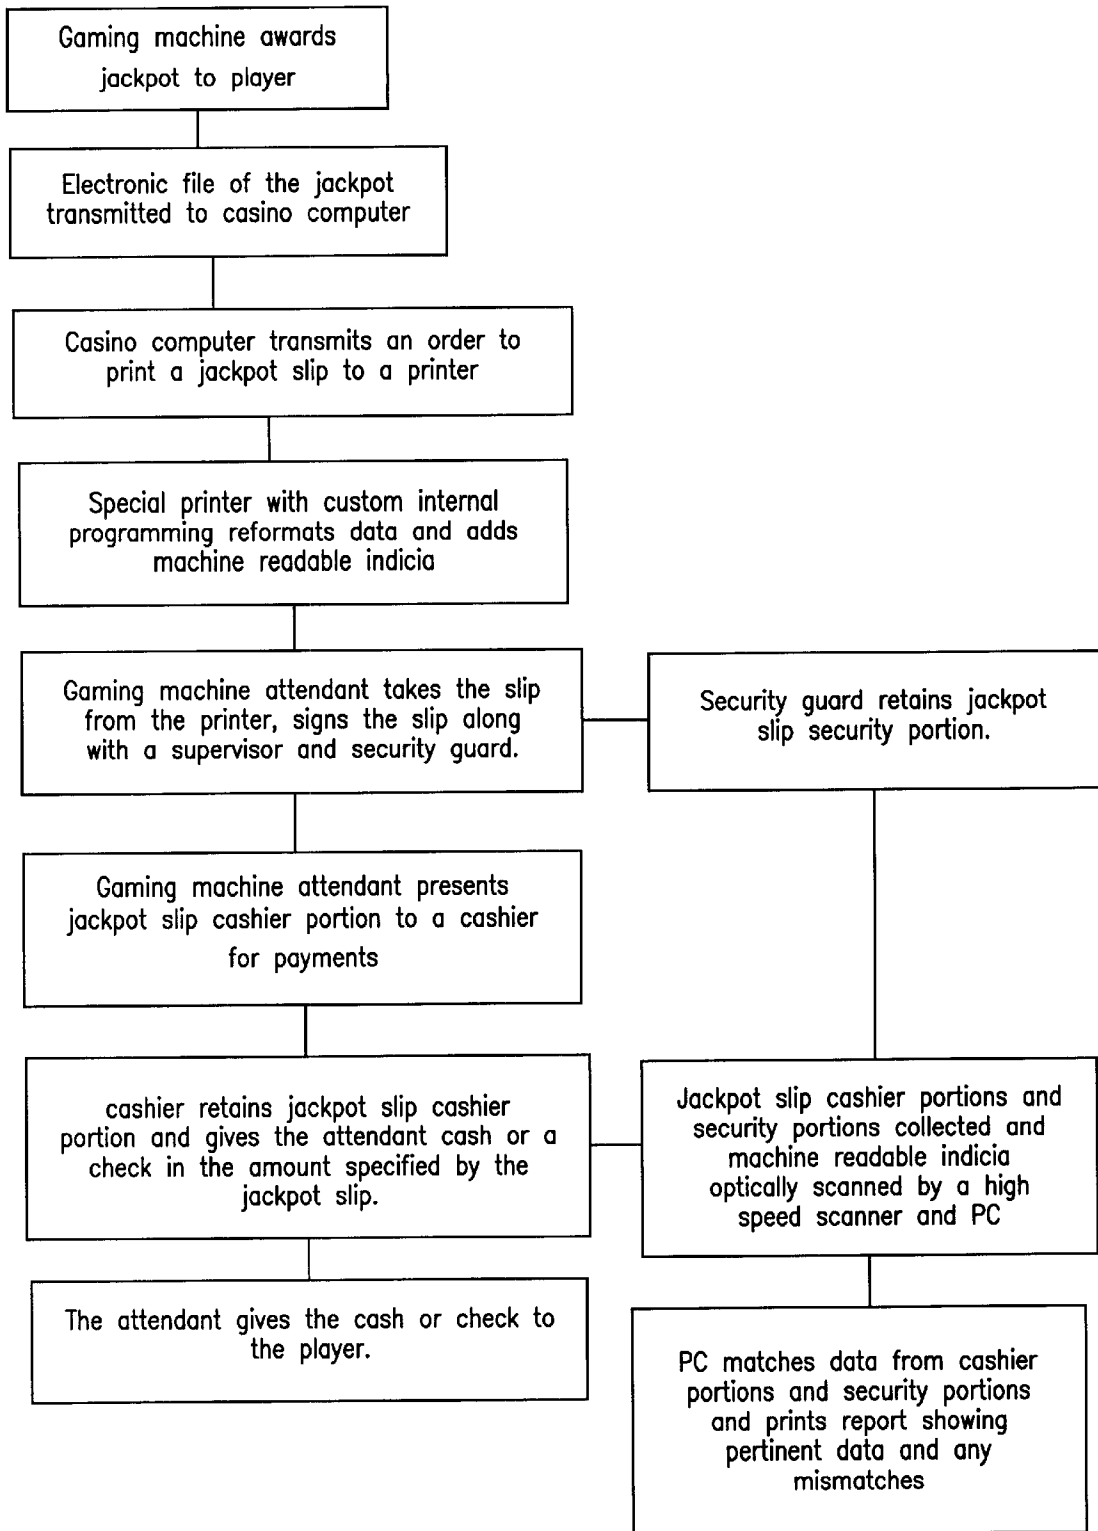 Gaming machine awards
jackpot to player
Electronic file of the jackpot
transmitted to casino computer
Casino computer transmits an order to
print a jackpot slip to a printer
Special printer with custom internal
programming reformats data and adds
machine readable indicia
Gaming machine attendant takes the slip
from the printer, signs the slip along
with a supervisor and security guard.
Security guard retains jackpot
slip security portion.
Gaming machine attendant presents
jackpot slip cashier portion to a cashier
for payments
cashier retains jackpot slip cashier
portion and gives the attendant cash or a
check in the amount specified by the
jackpot slip.
Jackpot slip cashier portions and
security portions collected and
machine readable indicia
optically scanned by a high
speed scanner and PC
The attendant gives the cash or check to
the player.
PC matches data from cashier
portions and security portions
and prints report showing
pertinent data and any
mismatches